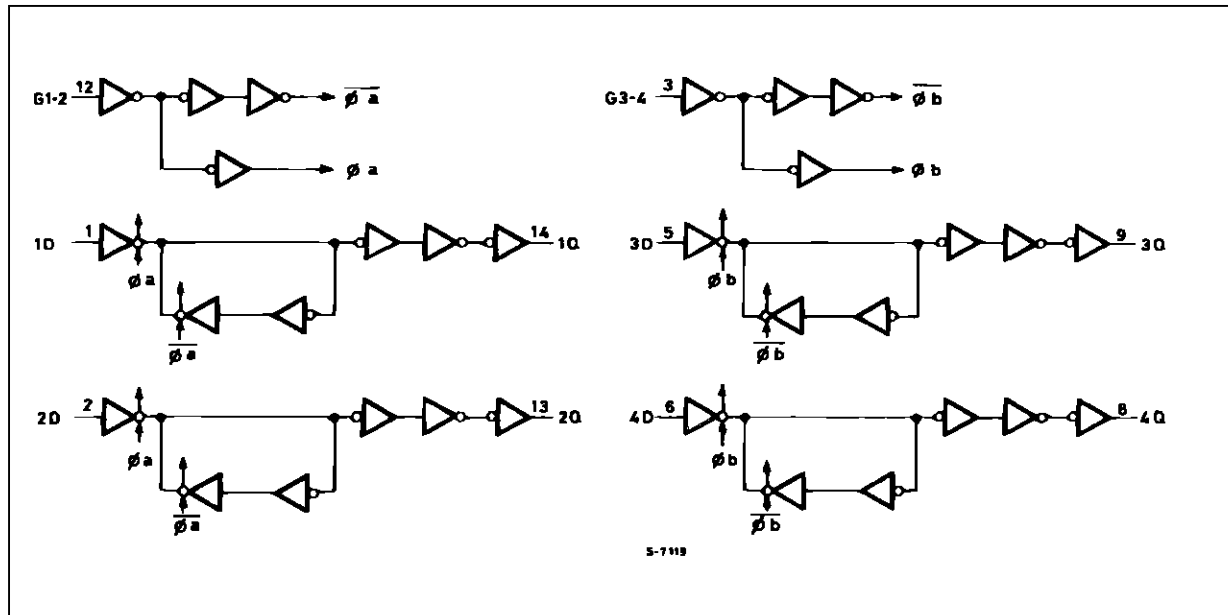 12
G1-2
φ̅ a̅
φ a
3
G3-4
φ̅ b̅
φ b
1D
1
φ a
φ̅ a̅
14
1Q
3D
5
φ b
φ̅ b̅
9
3Q
2D
2
φ a
φ̅ a̅
13
2Q
4D
6
φ b
φ̅ b̅
8
4Q
S-7119